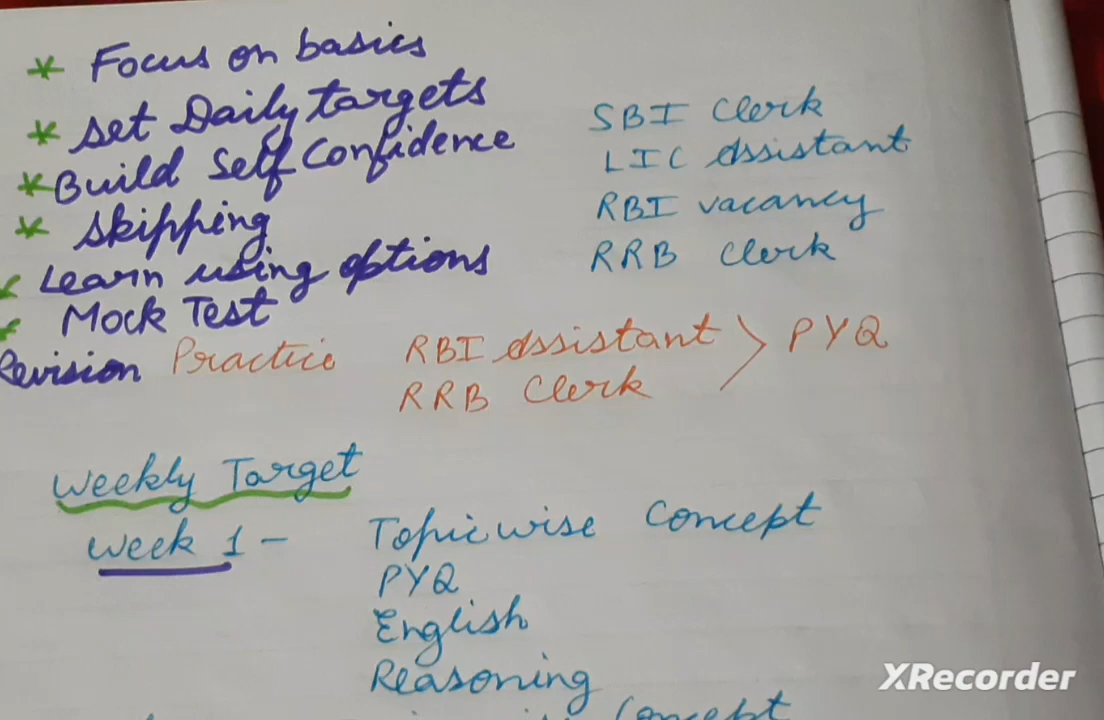 * Focus on basics
* Set Daily targets
* Build Self Confidence
* Skipping
* Learn using options
* Mock Test
Revision Practice
SBI Clerk
LIC Assistant
RBI vacancy
RRB Clerk
RBI Assistant > PYQ
RRB Clerk
Weekly Target
Week 1 - Topicwise Concept
PYQ
English
Reasoning
Concept
XRecorder